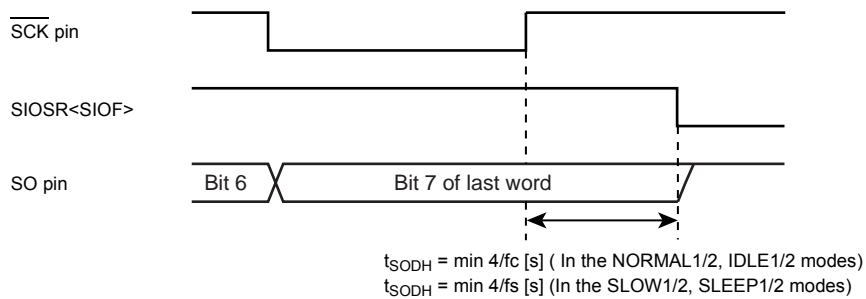 SCK pin
SIOSR<SIOF>
SO pin
Bit 6
Bit 7 of last word
tSODH = min 4/fc [s] ( In the NORMAL1/2, IDLE1/2 modes)
tSODH = min 4/fs [s] (In the SLOW1/2, SLEEP1/2 modes)